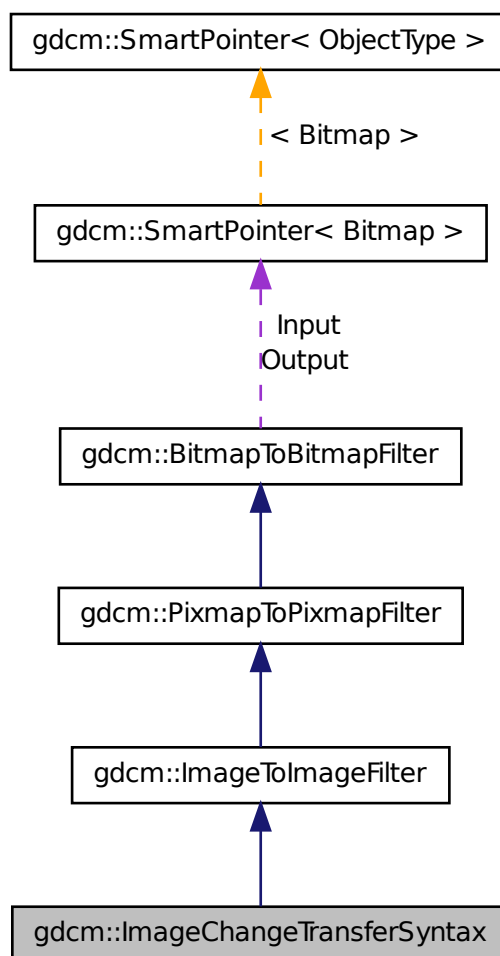 gdcm::SmartPointer< ObjectType >
< Bitmap >
gdcm::SmartPointer< Bitmap >
Input
Output
gdcm::BitmapToBitmapFilter
gdcm::PixmapToPixmapFilter
gdcm::ImageToImageFilter
gdcm::ImageChangeTransferSyntax